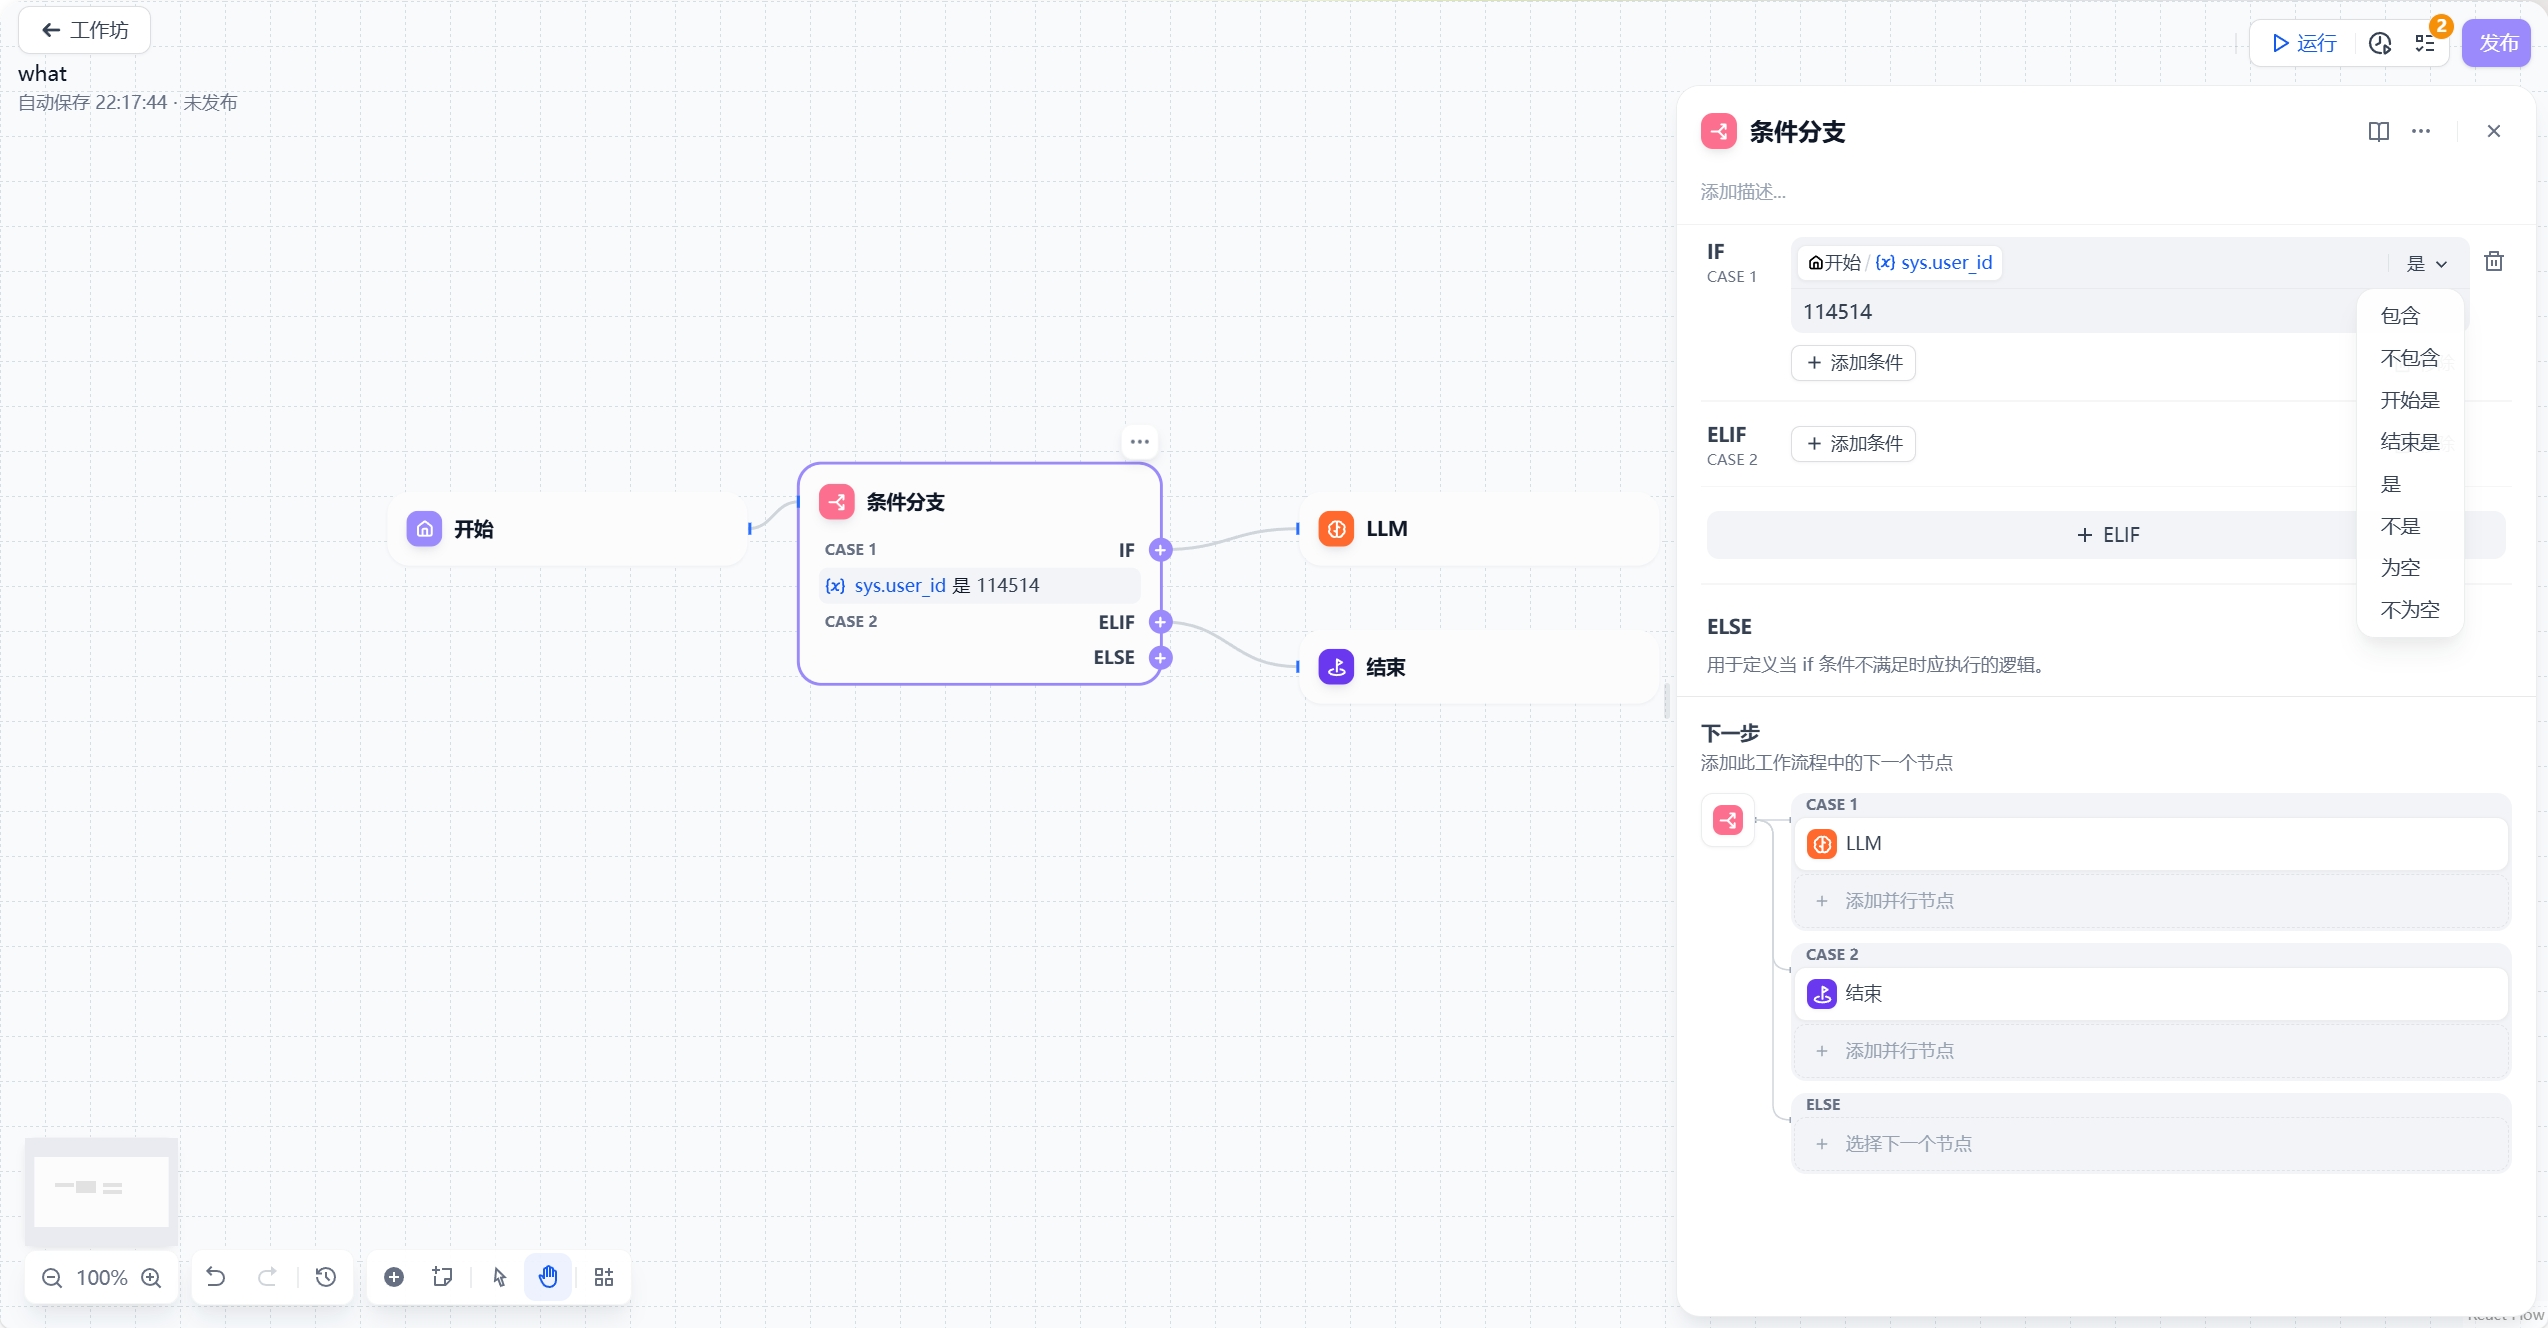 工作坊
what
自动保存 22:17:44 · 未发布
运行
2
发布
开始
条件分支
CASE 1
IF
{x} sys.user_id 是 114514
CASE 2
ELIF
ELSE
LLM
结束
100%
条件分支
添加描述...
IF
CASE 1
开始 / {x} sys.user_id
是
114514
添加条件
包含
不包含
开始是
结束是
是
不是
为空
不为空
ELIF
CASE 2
添加条件
ELIF
ELSE
用于定义当 if 条件不满足时应执行的逻辑。
下一步
添加此工作流程中的下一个节点
CASE 1
LLM
添加并行节点
CASE 2
结束
添加并行节点
ELSE
选择下一个节点